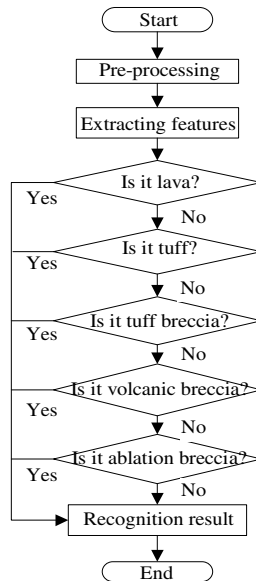 Start
Pre-processing
Extracting features
Is it lava?
Yes
No
Is it tuff?
Yes
No
Is it tuff breccia?
Yes
No
Is it volcanic breccia?
Yes
No
Is it ablation breccia?
Yes
No
Recognition result
End